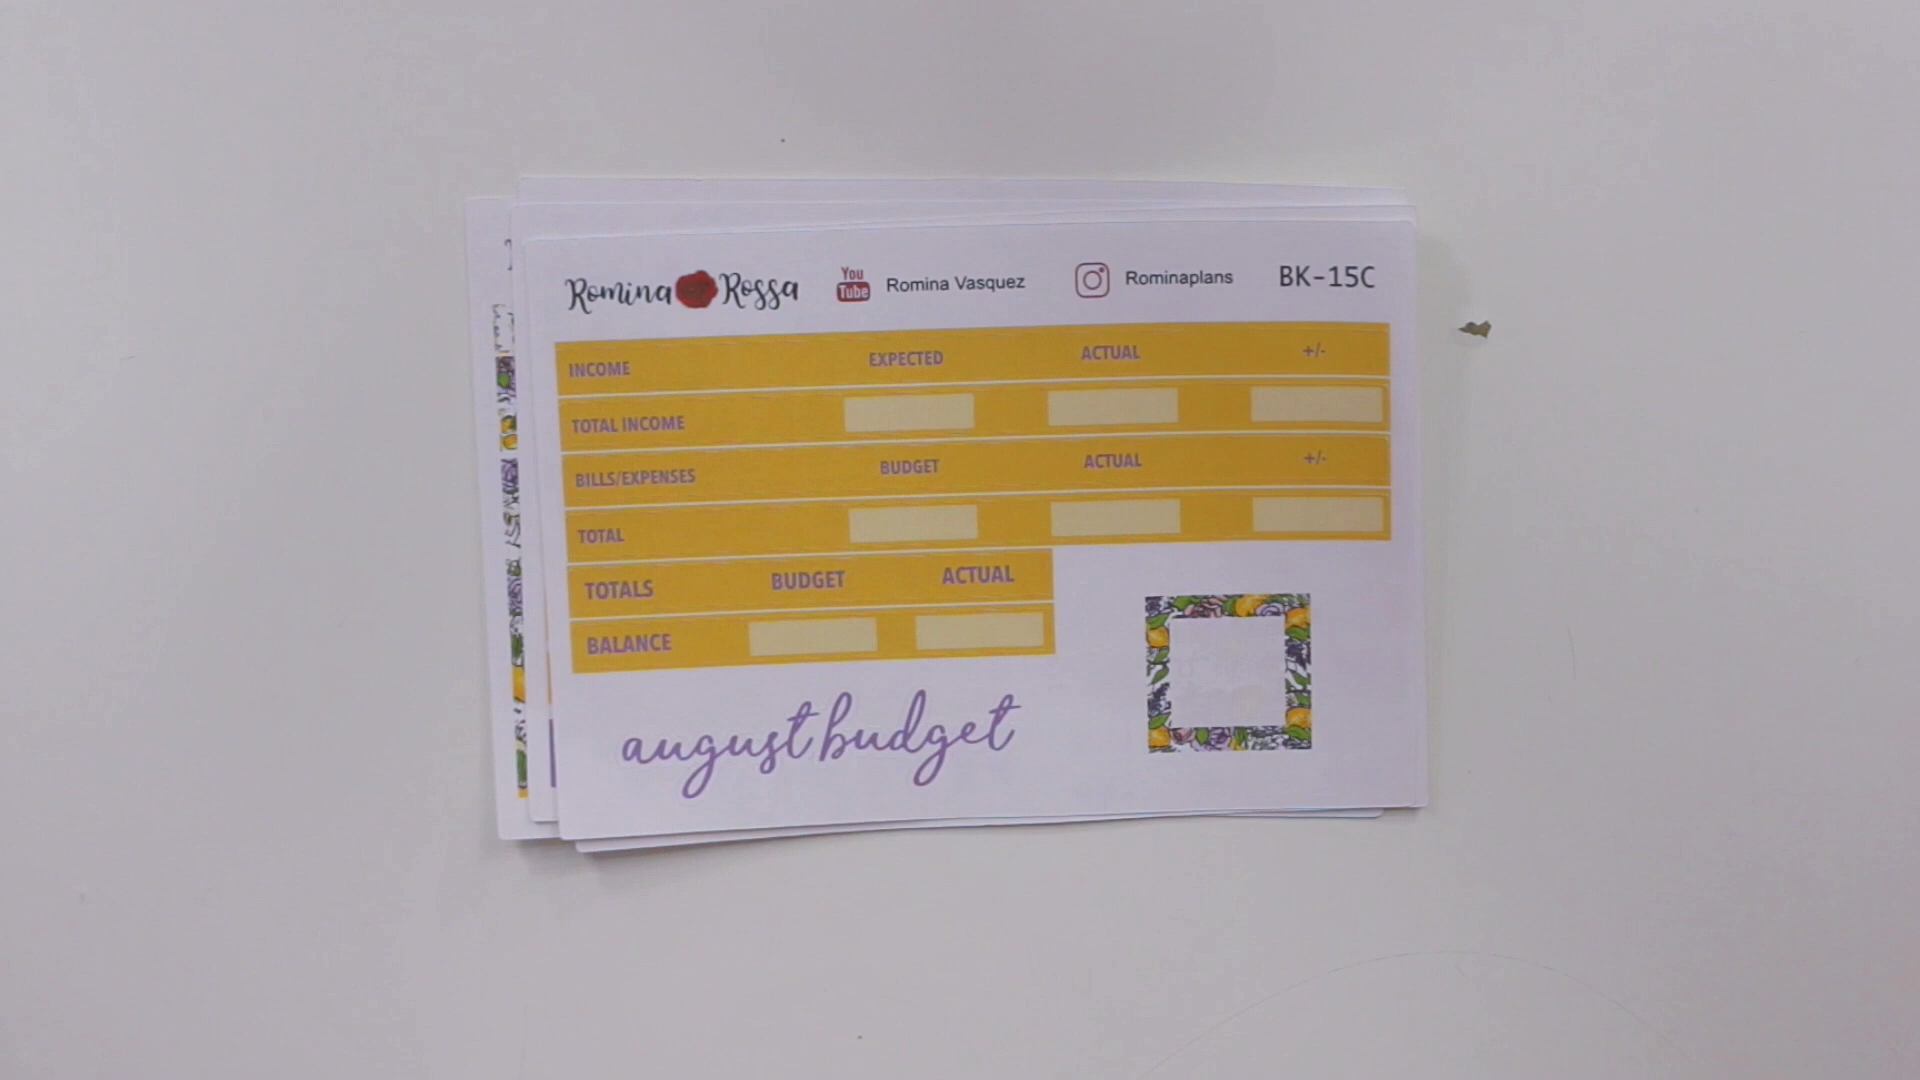 Romina Rossa You Tube Romina Vasquez Rominaplans BK-15C
INCOME EXPECTED ACTUAL +/-
TOTAL INCOME
BILLS/EXPENSES BUDGET ACTUAL +/-
TOTAL
TOTALS BUDGET ACTUAL
BALANCE
august budget